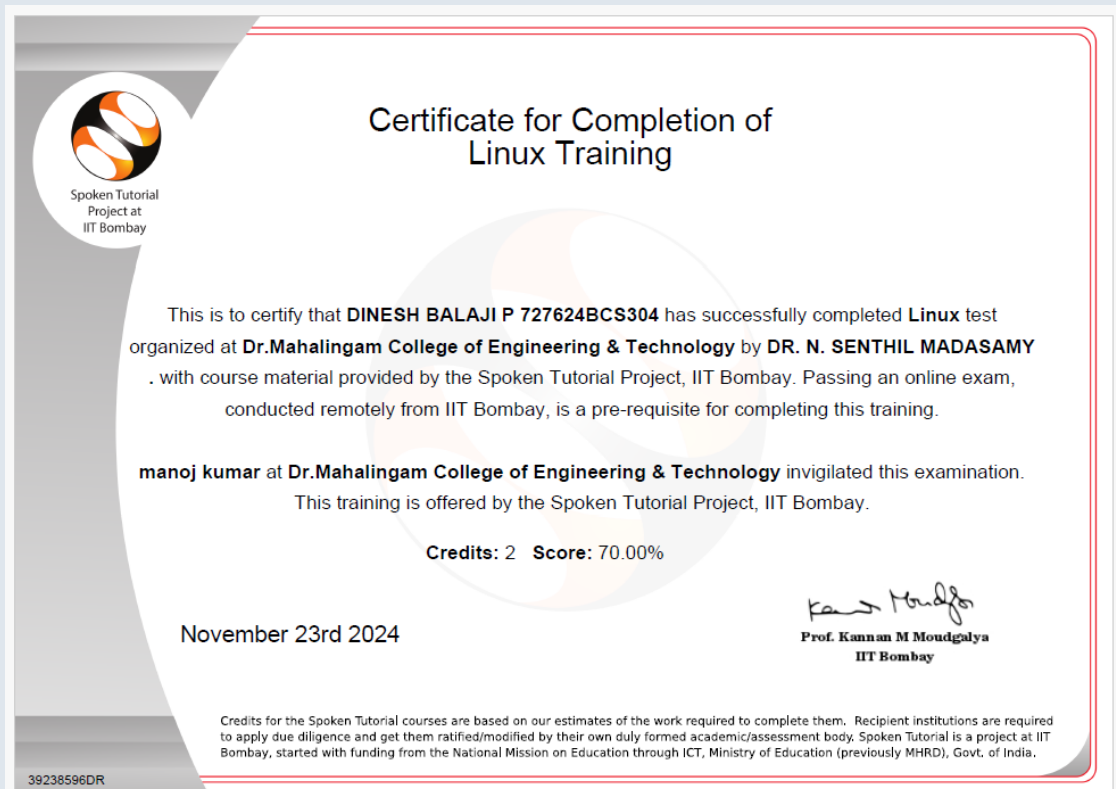 Spoken Tutorial
Project at
IIT Bombay
Certificate for Completion of
Linux Training
This is to certify that DINESH BALAJI P 727624BCS304 has successfully completed Linux test
organized at Dr.Mahalingam College of Engineering & Technology by DR. N. SENTHIL MADASAMY
. with course material provided by the Spoken Tutorial Project, IIT Bombay. Passing an online exam,
conducted remotely from IIT Bombay, is a pre-requisite for completing this training.
manoj kumar at Dr.Mahalingam College of Engineering & Technology invigilated this examination.
This training is offered by the Spoken Tutorial Project, IIT Bombay.
Credits: 2 Score: 70.00%
November 23rd 2024
Prof. Kannan M Moudgalya
IIT Bombay
Credits for the Spoken Tutorial courses are based on our estimates of the work required to complete them. Recipient institutions are required
to apply due diligence and get them ratified/modified by their own duly formed academic/assessment body. Spoken Tutorial is a project at IIT
Bombay, started with funding from the National Mission on Education through ICT, Ministry of Education (previously MHRD), Govt. of India.
39238596DR